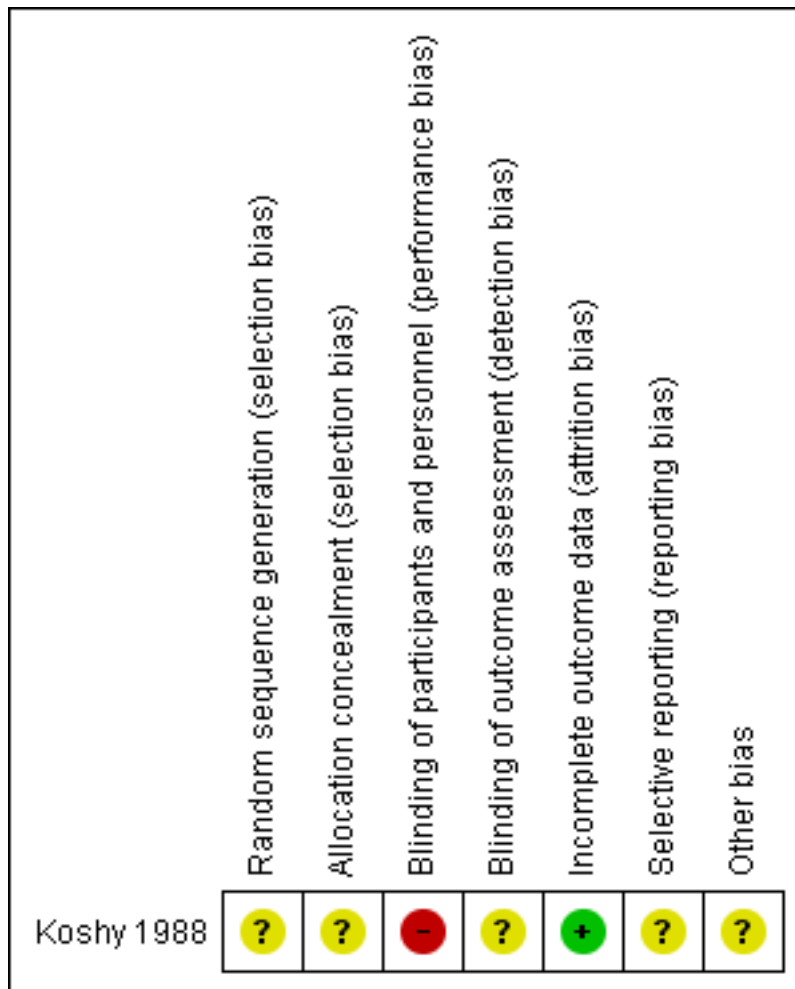 Random sequence generation (selection bias)
Allocation concealment (selection bias)
Blinding of participants and personnel (performance bias)
Blinding of outcome assessment (detection bias)
Incomplete outcome data (attrition bias)
Selective reporting (reporting bias)
Other bias
Koshy 1988 ? ? - ? + ? ?